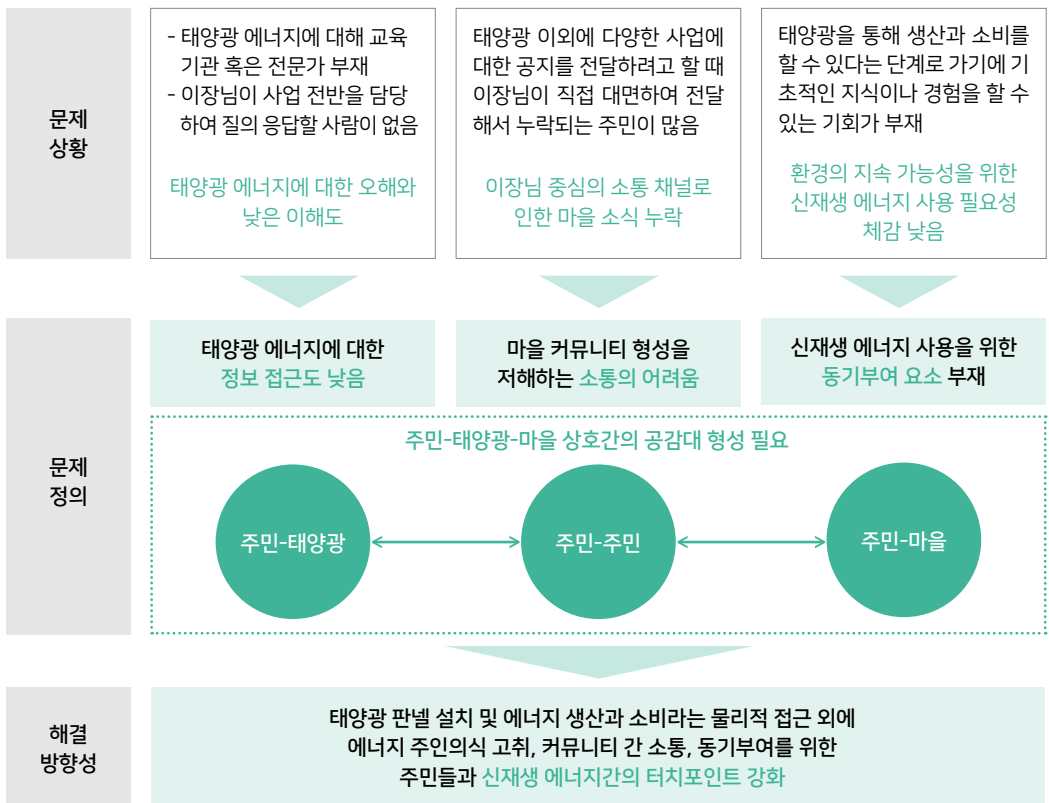 문제
상황
- 태양광 에너지에 대해 교육
기관 혹은 전문가 부재
- 이장님이 사업 전반을 담당
하여 질의 응답할 사람이 없음
태양광 에너지에 대한 오해와
낮은 이해도
태양광 이외에 다양한 사업에
대한 공지를 전달하려고 할 때
이장님이 직접 대면하여 전달
해서 누락되는 주민이 많음
이장님 중심의 소통 채널로
인한 마을 소식 누락
태양광을 통해 생산과 소비를
할 수 있다는 단계로 가기에 기
초적인 지식이나 경험을 할 수
있는 기회가 부재
환경의 지속 가능성을 위한
신재생 에너지 사용 필요성
체감 낮음
문제
정의
태양광 에너지에 대한
정보 접근도 낮음
마을 커뮤니티 형성을
저해하는 소통의 어려움
신재생 에너지 사용을 위한
동기부여 요소 부재
주민-태양광-마을 상호간의 공감대 형성 필요
주민-태양광
주민-주민
주민-마을
해결
방향성
태양광 판넬 설치 및 에너지 생산과 소비라는 물리적 접근 외에
에너지 주인의식 고취, 커뮤니티 간 소통, 동기부여를 위한
주민들과 신재생 에너지간의 터치포인트 강화